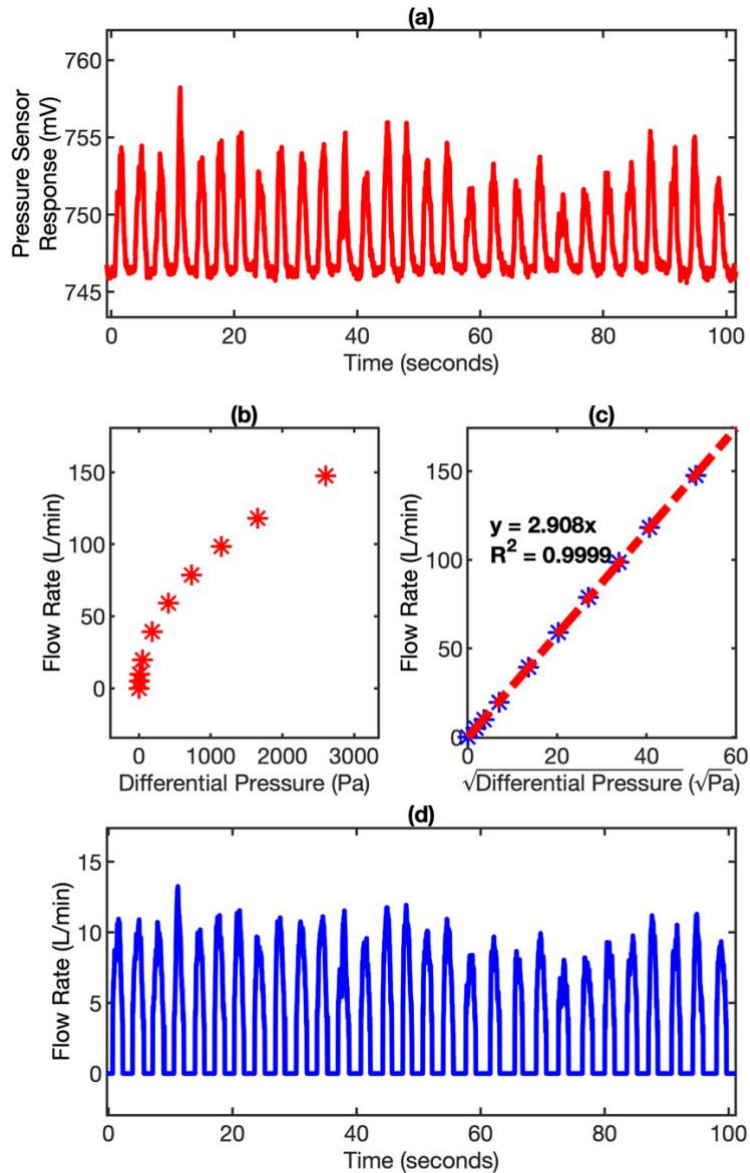 (a)
760
755
750
745
Pressure Sensor
Response (mV)
0 20 40 60 80 100
Time (seconds)
(b)
150
100
50
0
Flow Rate (L/min)
0 1000 2000 3000
Differential Pressure (Pa)
(c)
150
100
50
0
Flow Rate (L/min)
y = 2.908x
R² = 0.9999
0 20 40 60
√Differential Pressure (√Pa)
(d)
15
10
5
0
Flow Rate (L/min)
0 20 40 60 80 100
Time (seconds)